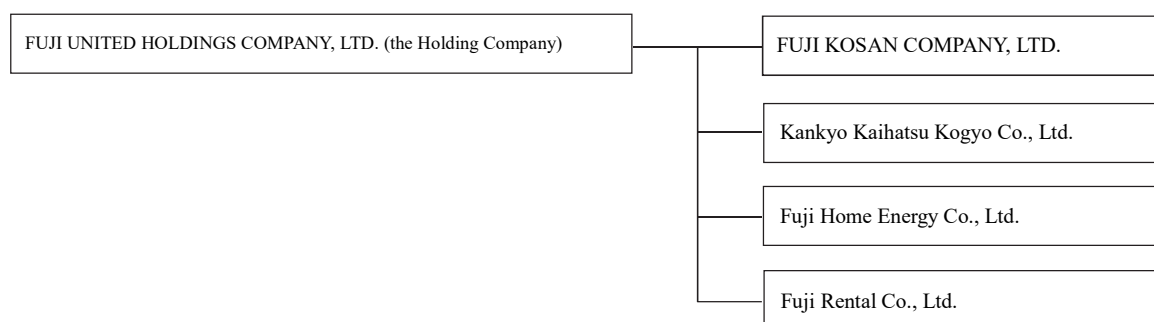 FUJI UNITED HOLDINGS COMPANY, LTD. (the Holding Company)
FUJI KOSAN COMPANY, LTD.
Kankyo Kaihatsu Kogyo Co., Ltd.
Fuji Home Energy Co., Ltd.
Fuji Rental Co., Ltd.